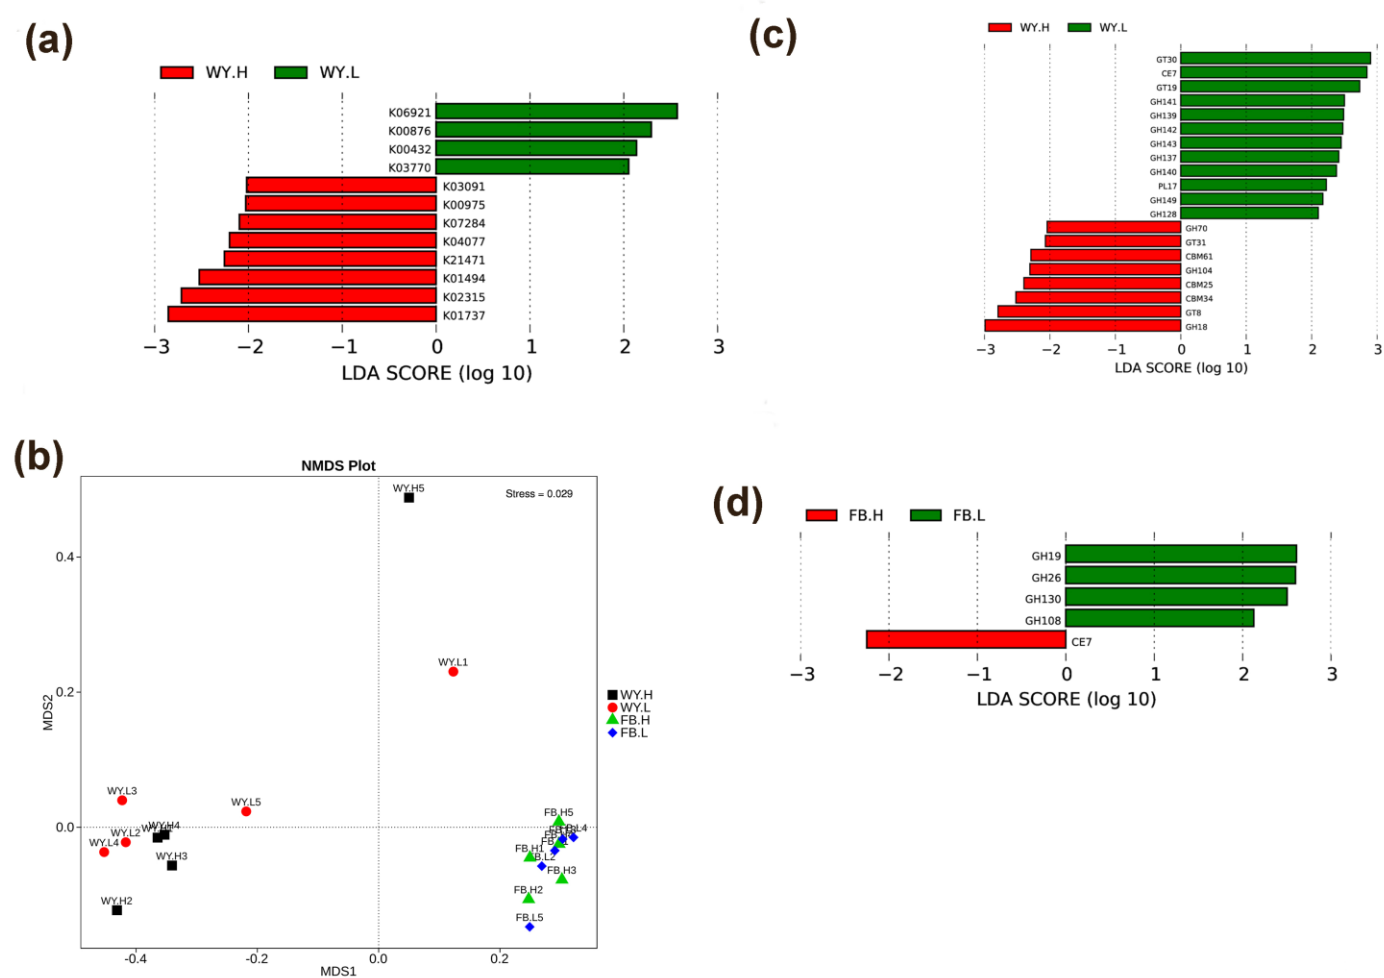 (a)
WY.H WY.L
K06921
K00876
K00432
K03770
K03091
K00975
K07284
K04077
K21471
K01494
K02315
K01737
−3 −2 −1 0 1 2 3
LDA SCORE (log 10)
(c)
WY.H WY.L
GT30
CE7
GT19
GH141
GH139
GH142
GH143
GH137
GH140
PL17
GH149
GH128
GH70
GT31
CBM61
GH104
CBM25
CBM34
GT8
GH18
−3 −2 −1 0 1 2 3
LDA SCORE (log 10)
(b)
NMDS Plot
Stress = 0.029
WY.H5
WY.L1
WY.L3
WY.L5
WY.L2
WY.H4
WY.L4
WY.H3
WY.H2
FB.H5
FB.H1
FB.H3
FB.H2
FB.L5
0.4
0.2
0.0
MDS2
-0.4 -0.2 0.0 0.2
MDS1
WY.H
WY.L
FB.H
FB.L
(d)
FB.H FB.L
GH19
GH26
GH130
GH108
CE7
−3 −2 −1 0 1 2 3
LDA SCORE (log 10)